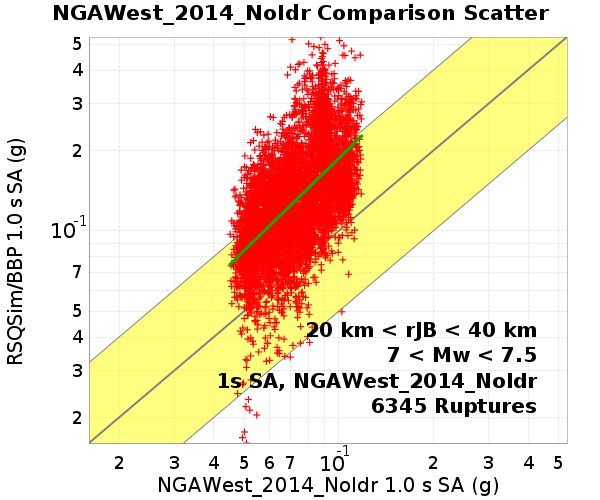 NGAWest_2014_NoIdr Comparison Scatter
5
4
3
2
10^-1
7
5
4
3
2
RSQSim/BBP 1.0 s SA (g)
20 km < rJB < 40 km
7 < Mw < 7.5
1s SA, NGAWest_2014_NoIdr
6345 Ruptures
2 3 4 5 6 7 10^-1 2 3 4 5
NGAWest_2014_NoIdr 1.0 s SA (g)